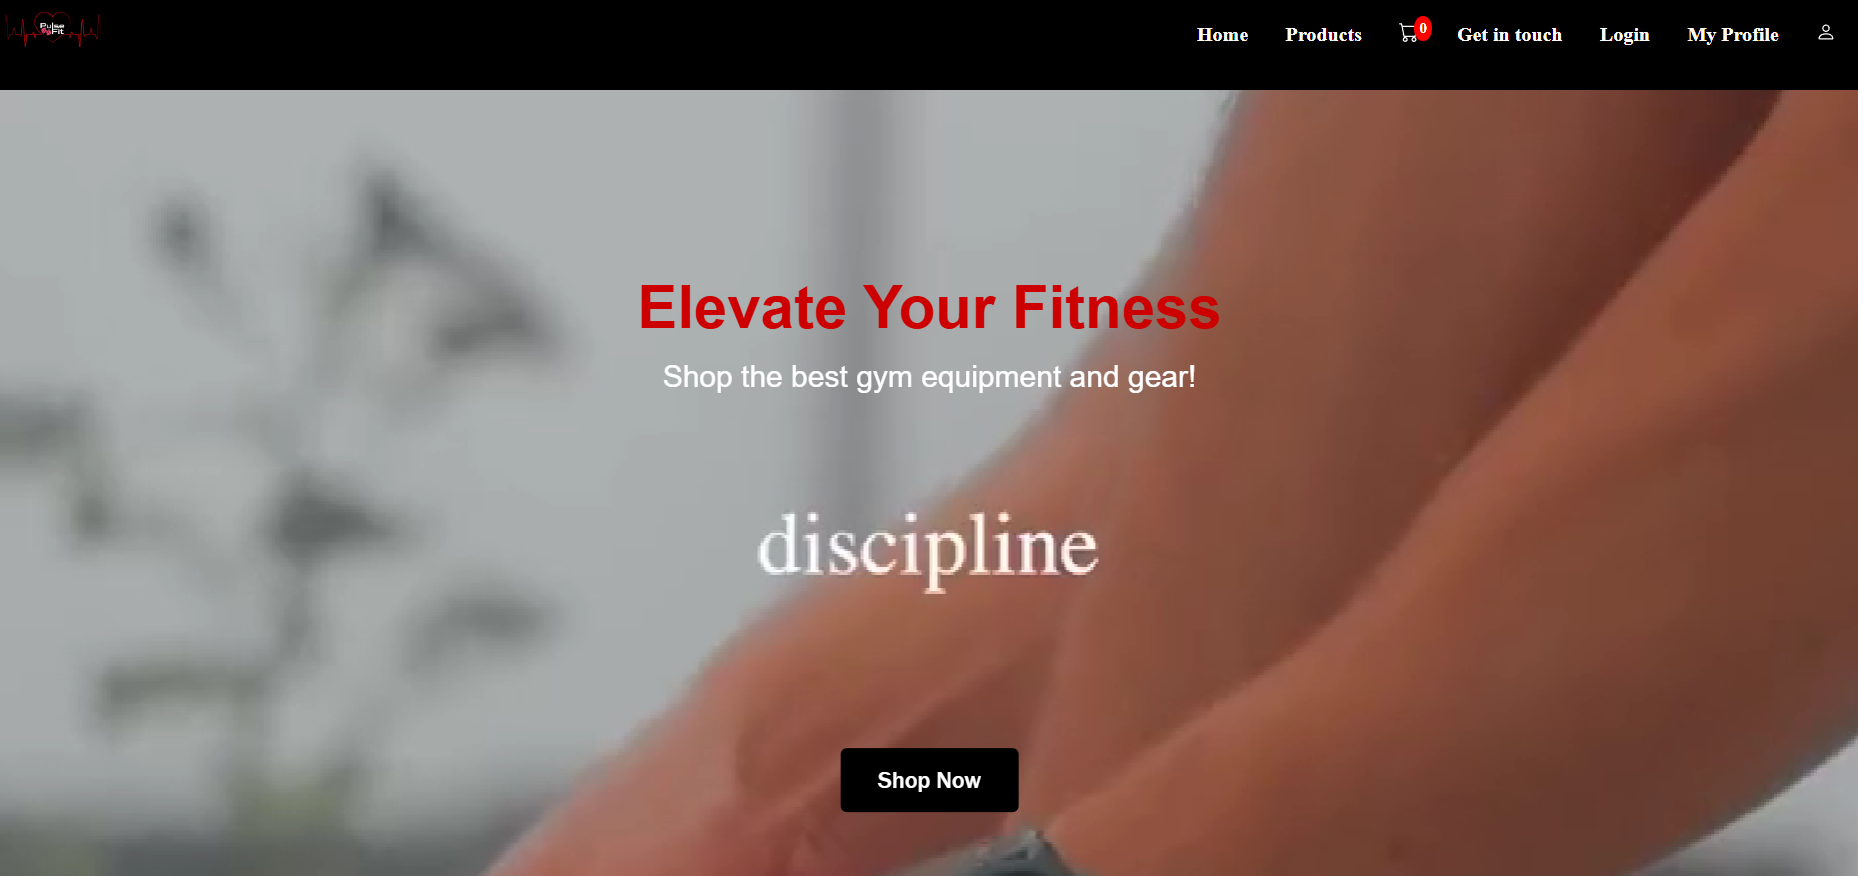 Pulse
Fit
Home Products 0 Get in touch Login My Profile
Elevate Your Fitness
Shop the best gym equipment and gear!
discipline
Shop Now